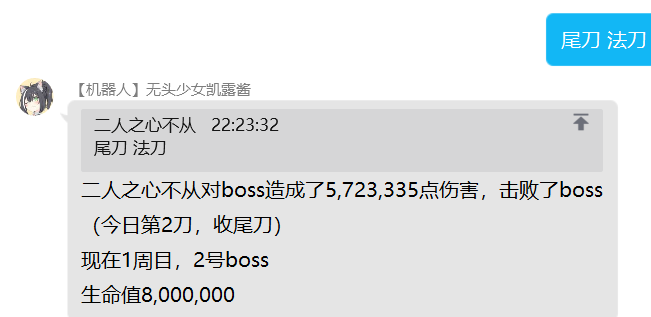 尾刀 法刀
【机器人】无头少女凯露酱
二人之心不从 22:23:32
尾刀 法刀
二人之心不从对boss造成了5,723,335点伤害，击败了boss
（今日第2刀，收尾刀）
现在1周目，2号boss
生命值8,000,000